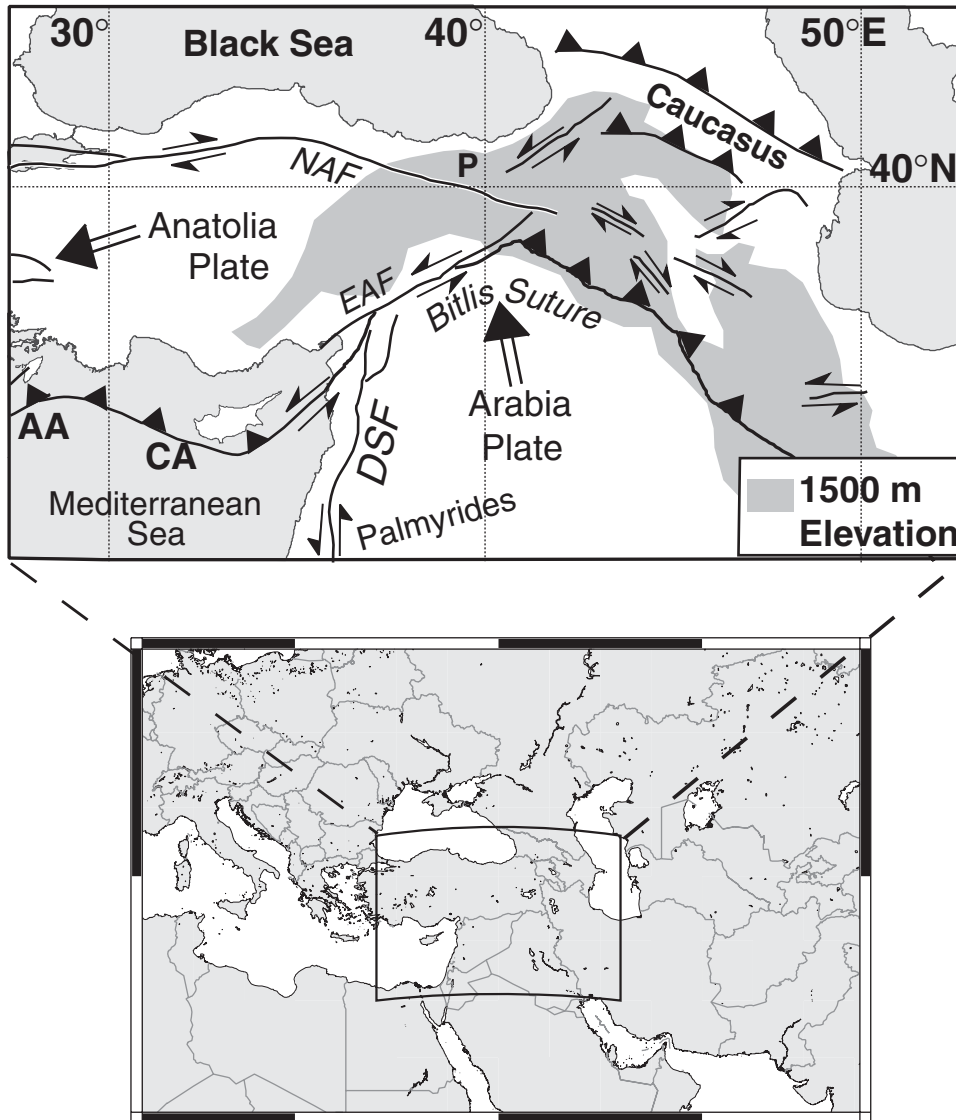 30°
40°
50°E
Black Sea
Caucasus
P
40°N
NAF
Anatolia
Plate
EAF
Bitlis Suture
Arabia
Plate
AA
CA
DSF
Mediterranean
Sea
Palmyrides
1500 m
Elevation